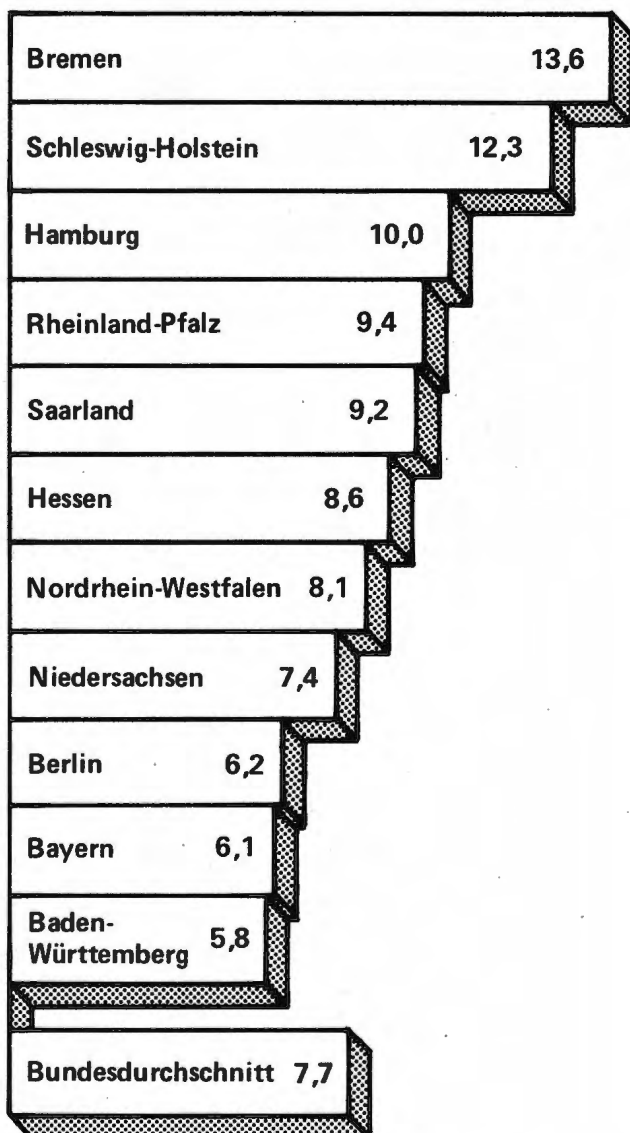 Bremen 13,6
Schleswig-Holstein 12,3
Hamburg 10,0
Rheinland-Pfalz 9,4
Saarland 9,2
Hessen 8,6
Nordrhein-Westfalen 8,1
Niedersachsen 7,4
Berlin 6,2
Bayern 6,1
Baden-
Württemberg 5,8
Bundesdurchschnitt 7,7